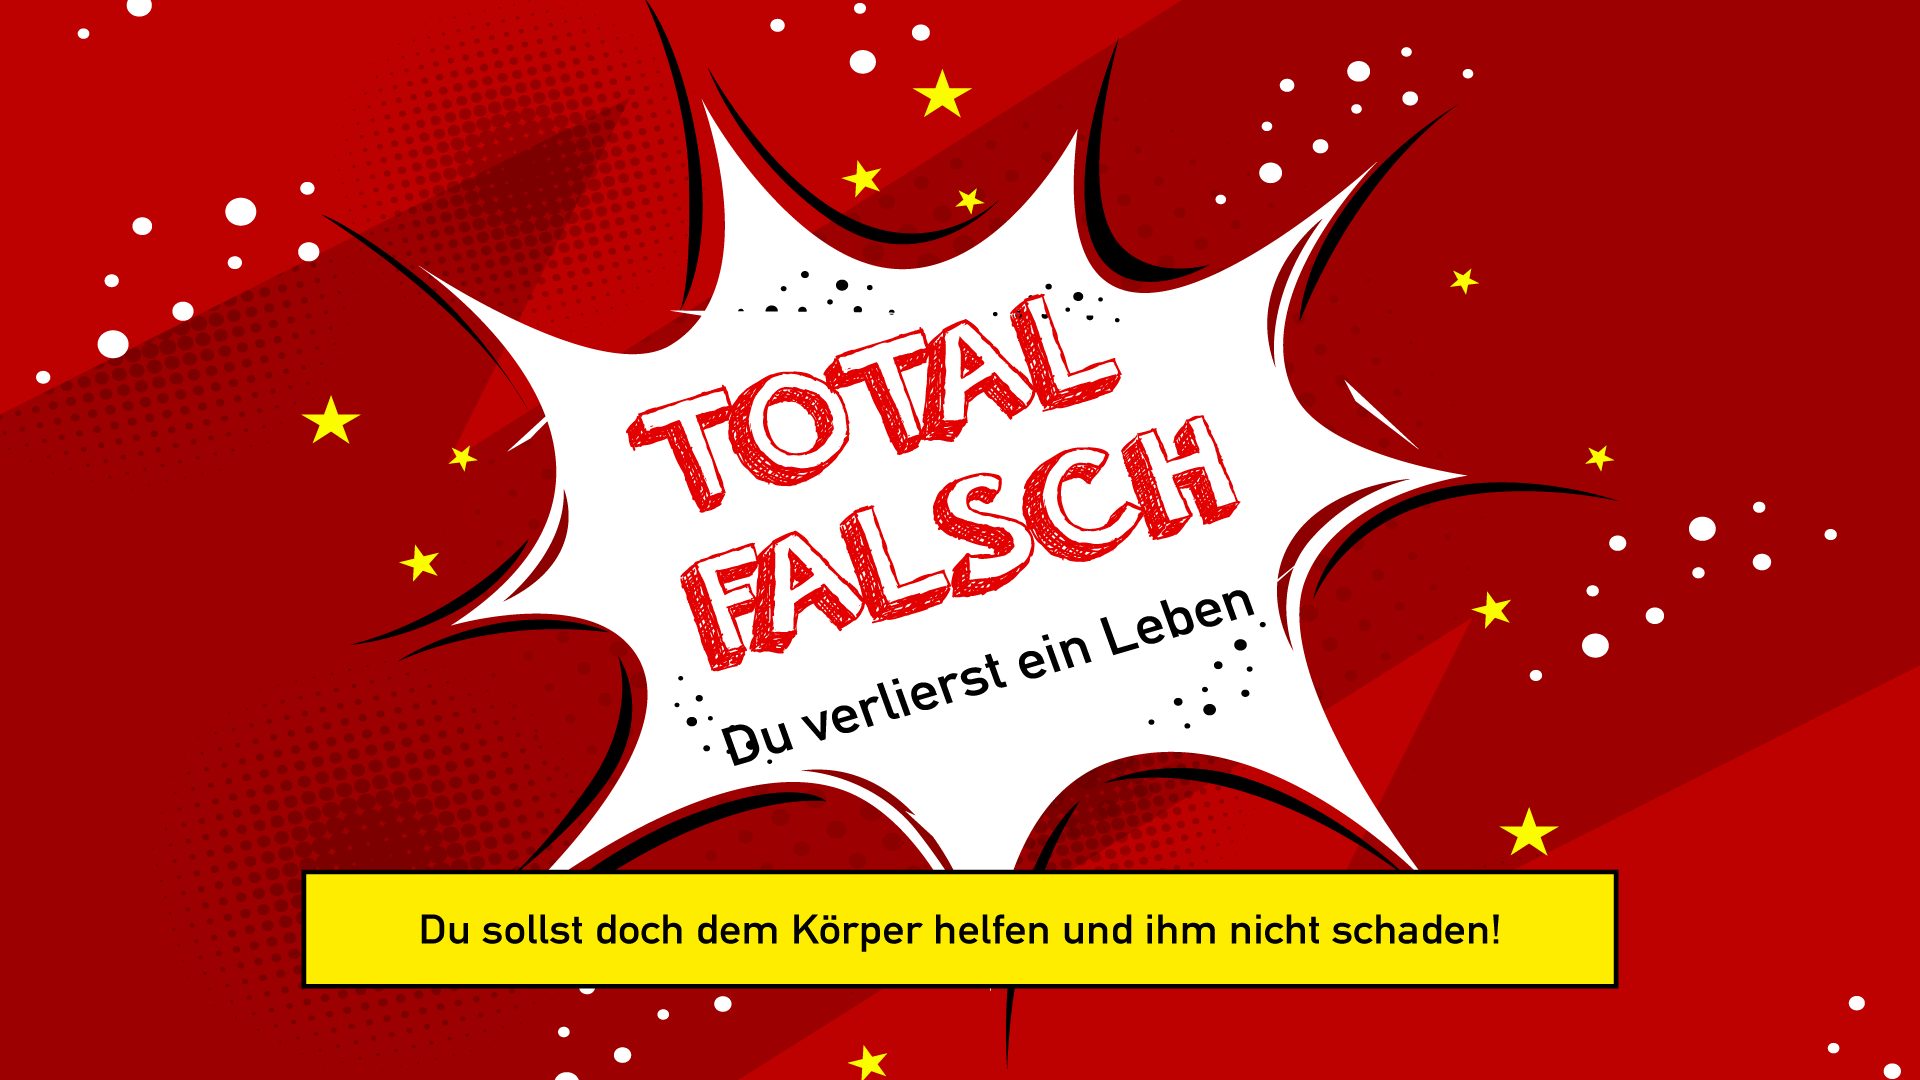 TOTAL
FALSCH
Du verlierst ein Leben
Du sollst doch dem Körper helfen und ihm nicht schaden!